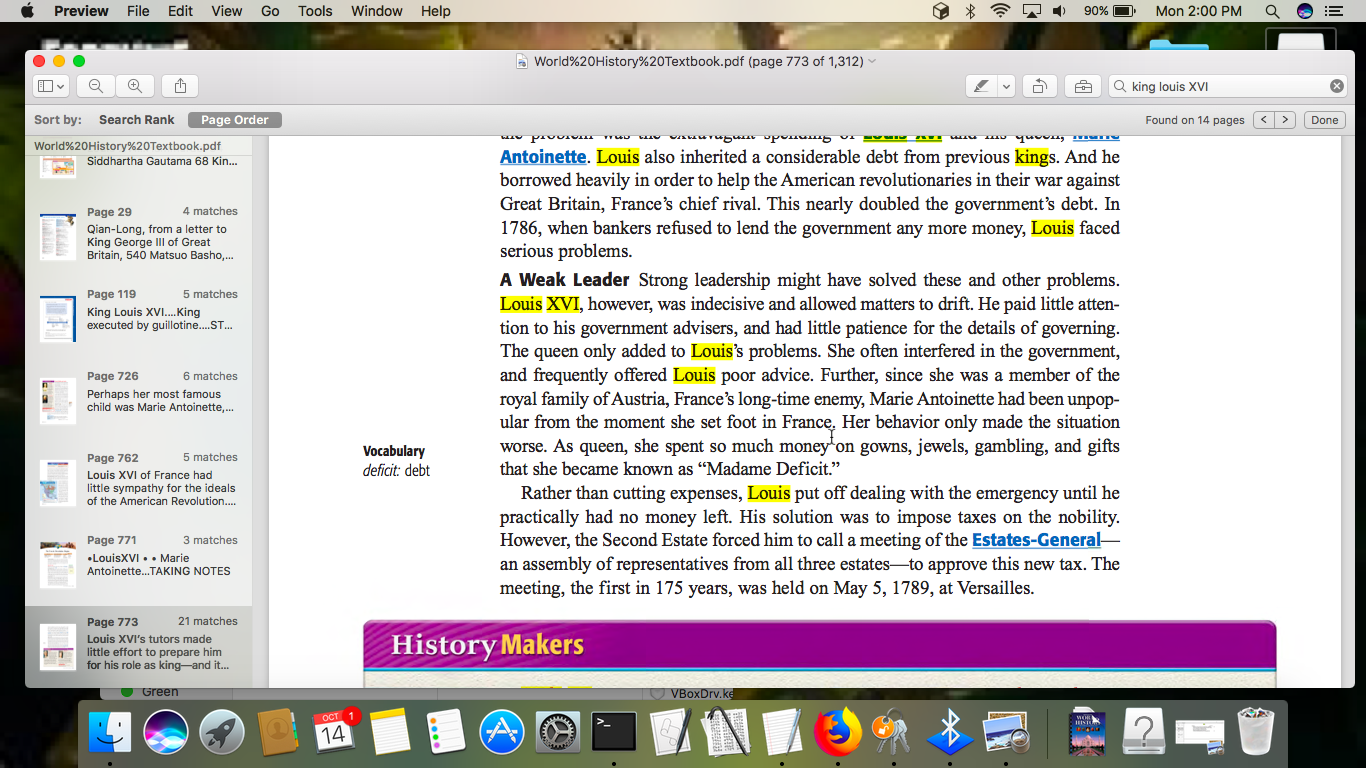 Preview File Edit View Go Tools Window Help 90% Mon 2:00 PM
World%20History%20Textbook.pdf (page 773 of 1,312)
king louis XVI
Sort by: Search Rank Page Order Found on 14 pages Done
World%20History%20Textbook.pdf
Siddhartha Gautama 68 Kin...
Page 29 4 matches
Qian-Long, from a letter to
King George III of Great
Britain, 540 Matsuo Basho,...
Page 119 5 matches
King Louis XVI....King
executed by guillotine....ST...
Page 726 6 matches
Perhaps her most famous
child was Marie Antoinette,...
Page 762 5 matches
Louis XVI of France had
little sympathy for the ideals
of the American Revolution....
Page 771 3 matches
•LouisXVI • • Marie
Antoinette...TAKING NOTES
Page 773 21 matches
Louis XVI's tutors made
little effort to prepare him
for his role as king—and it...
the problem was the extravagant spending of Louis XVI and his queen, Marie
Antoinette. Louis also inherited a considerable debt from previous kings. And he
borrowed heavily in order to help the American revolutionaries in their war against
Great Britain, France's chief rival. This nearly doubled the government's debt. In
1786, when bankers refused to lend the government any more money, Louis faced
serious problems.
A Weak Leader Strong leadership might have solved these and other problems.
Louis XVI, however, was indecisive and allowed matters to drift. He paid little atten-
tion to his government advisers, and had little patience for the details of governing.
The queen only added to Louis's problems. She often interfered in the government,
and frequently offered Louis poor advice. Further, since she was a member of the
royal family of Austria, France's long-time enemy, Marie Antoinette had been unpop-
ular from the moment she set foot in France. Her behavior only made the situation
worse. As queen, she spent so much money on gowns, jewels, gambling, and gifts
that she became known as “Madame Deficit.”
Vocabulary
deficit: debt
Rather than cutting expenses, Louis put off dealing with the emergency until he
practically had no money left. His solution was to impose taxes on the nobility.
However, the Second Estate forced him to call a meeting of the Estates-General—
an assembly of representatives from all three estates—to approve this new tax. The
meeting, the first in 175 years, was held on May 5, 1789, at Versailles.
History Makers
Green
VBoxDrv.ke
OCT 1
14